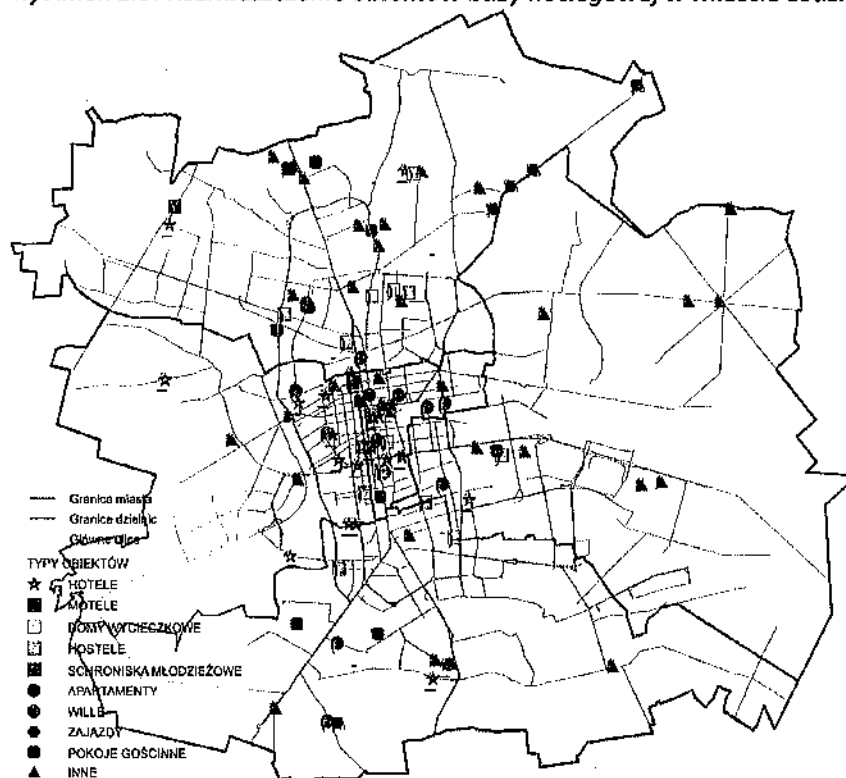 Granica miasta
Granice dzielnic
Główne ulice
TYPY OBIEKTÓW
HOTELE
MOTELE
DOMY WYCIECZKOWE
HOSTELE
SCHRONISKA MŁODZIEŻOWE
APARTAMENTY
WILLE
ZAJAZDY
POKOJE GOŚCINNE
INNE